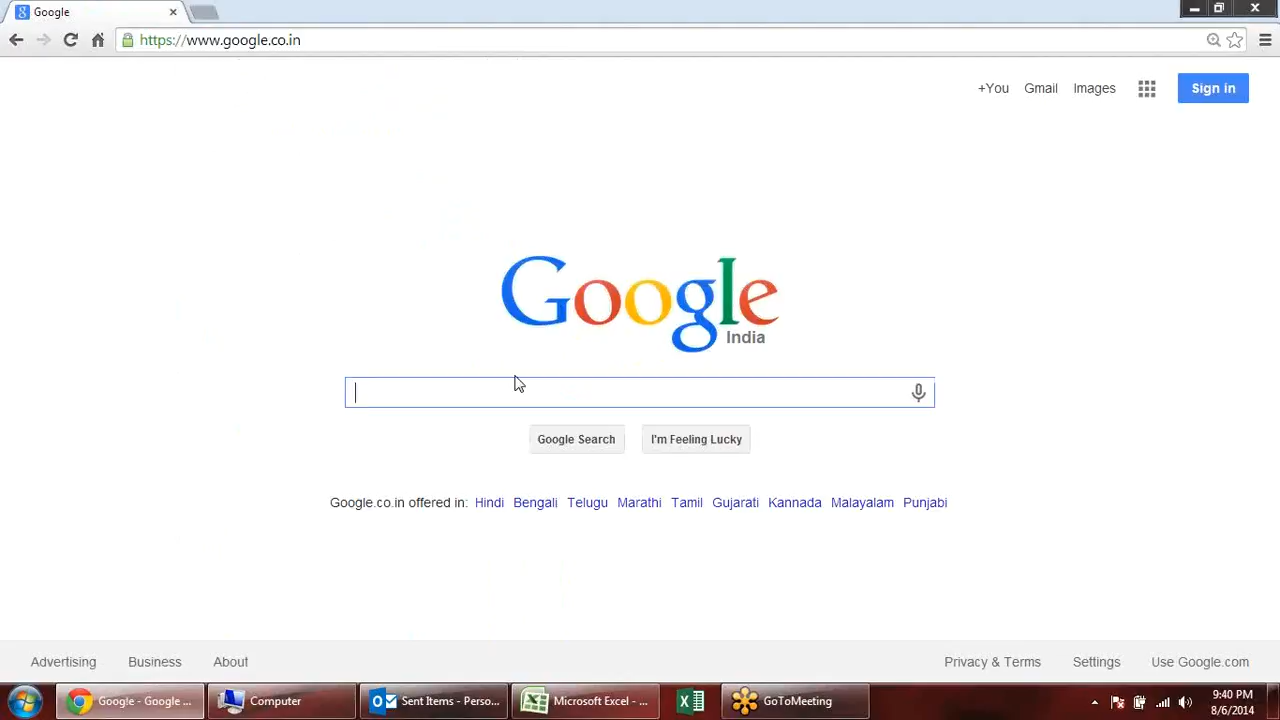 Google
https://www.google.co.in
+You Gmail Images Sign in
Google
India
Google Search I'm Feeling Lucky
Google.co.in offered in: Hindi Bengali Telugu Marathi Tamil Gujarati Kannada Malayalam Punjabi
Advertising Business About Privacy & Terms Settings Use Google.com
Google - Google ... Computer Sent Items - Perso... Microsoft Excel - ... GoToMeeting 9:40 PM
8/6/2014